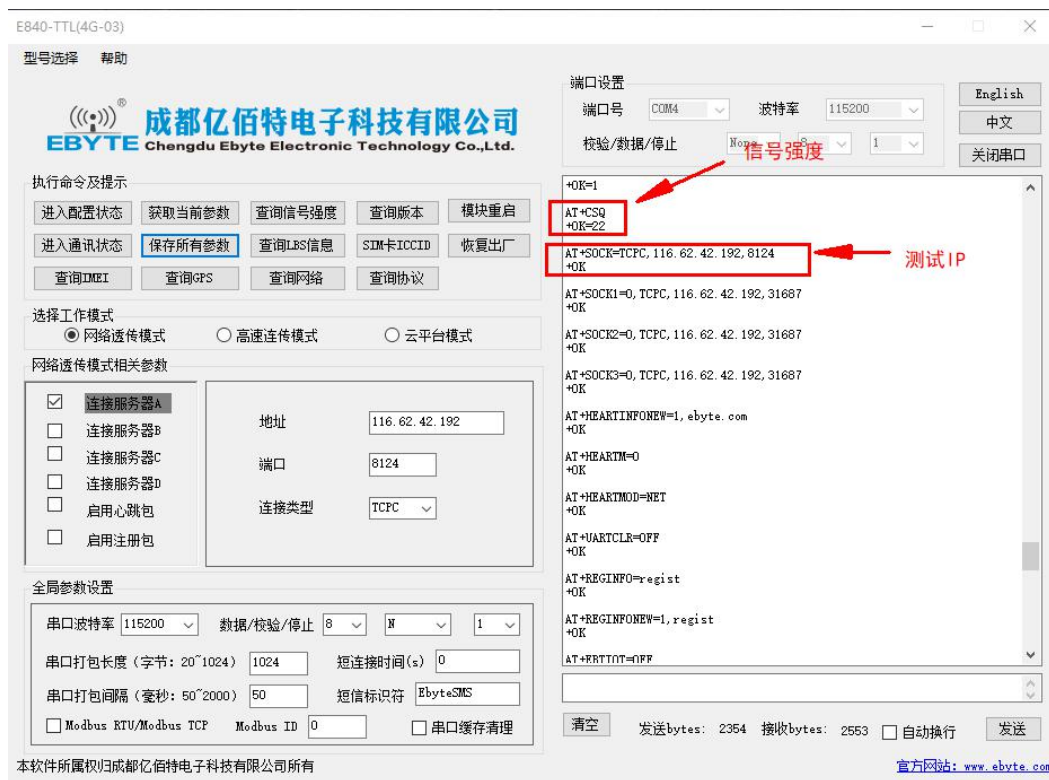 E840-TTL(4G-03)
型号选择 帮助
EBYTE ®
成都亿佰特电子科技有限公司
Chengdu Ebyte Electronic Technology Co.,Ltd.
端口设置
端口号 COM4 波特率 115200
校验/数据/停止 None 8 1
English
中文
关闭串口
信号强度
执行命令及提示
进入配置状态 获取当前参数 查询信号强度 查询版本 模块重启
进入通讯状态 保存所有参数 查询LBS信息 SIM卡ICCID 恢复出厂
查询IMEI 查询GPS 查询网络 查询协议
选择工作模式
网络透传模式 高速连传模式 云平台模式
网络透传模式相关参数
连接服务器A
连接服务器B
连接服务器C
连接服务器D
启用心跳包
启用注册包
地址 116.62.42.192
端口 8124
连接类型 TCPC
全局参数设置
串口波特率 115200 数据/校验/停止 8 N 1
串口打包长度(字节: 20~1024) 1024 短连接时间(s) 0
串口打包间隔(毫秒: 50~2000) 50 短信标识符 EbyteSMS
Modbus RTU/Modbus TCP Modbus ID 0 串口缓存清理
+OK=1
AT+CSQ
+OK=22
AT+SOCK=TCPC,116.62.42.192,8124
+OK
测试IP
AT+SOCK1=0,TCPC,116.62.42.192,31687
+OK
AT+SOCK2=0,TCPC,116.62.42.192,31687
+OK
AT+SOCK3=0,TCPC,116.62.42.192,31687
+OK
AT+HEARTINFONEW=1,ebyte.com
+OK
AT+HEARTM=0
+OK
AT+HEARTMOD=NET
+OK
AT+UARTCLR=OFF
+OK
AT+REGINFO=regist
+OK
AT+REGINFONEW=1,regist
+OK
AT+EBTIOT=OFF
清空 发送bytes: 2354 接收bytes: 2553 自动换行 发送
本软件所属权归成都亿佰特电子科技有限公司所有
官方网站: www.ebyte.com